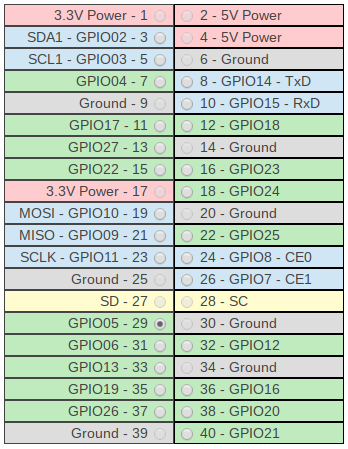 3.3V Power - 1 2 - 5V Power
SDA1 - GPIO02 - 3 4 - 5V Power
SCL1 - GPIO03 - 5 6 - Ground
GPIO04 - 7 8 - GPIO14 - TxD
Ground - 9 10 - GPIO15 - RxD
GPIO17 - 11 12 - GPIO18
GPIO27 - 13 14 - Ground
GPIO22 - 15 16 - GPIO23
3.3V Power - 17 18 - GPIO24
MOSI - GPIO10 - 19 20 - Ground
MISO - GPIO09 - 21 22 - GPIO25
SCLK - GPIO11 - 23 24 - GPIO8 - CE0
Ground - 25 26 - GPIO7 - CE1
SD - 27 28 - SC
GPIO05 - 29 30 - Ground
GPIO06 - 31 32 - GPIO12
GPIO13 - 33 34 - Ground
GPIO19 - 35 36 - GPIO16
GPIO26 - 37 38 - GPIO20
Ground - 39 40 - GPIO21